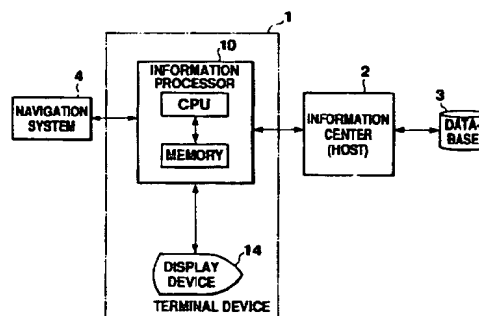 1
10
4
INFORMATION
PROCESSOR
CPU
MEMORY
NAVIGATION
SYSTEM
2
INFORMATION
CENTER
(HOST)
3
DATA-
BASE
14
DISPLAY
DEVICE
TERMINAL DEVICE